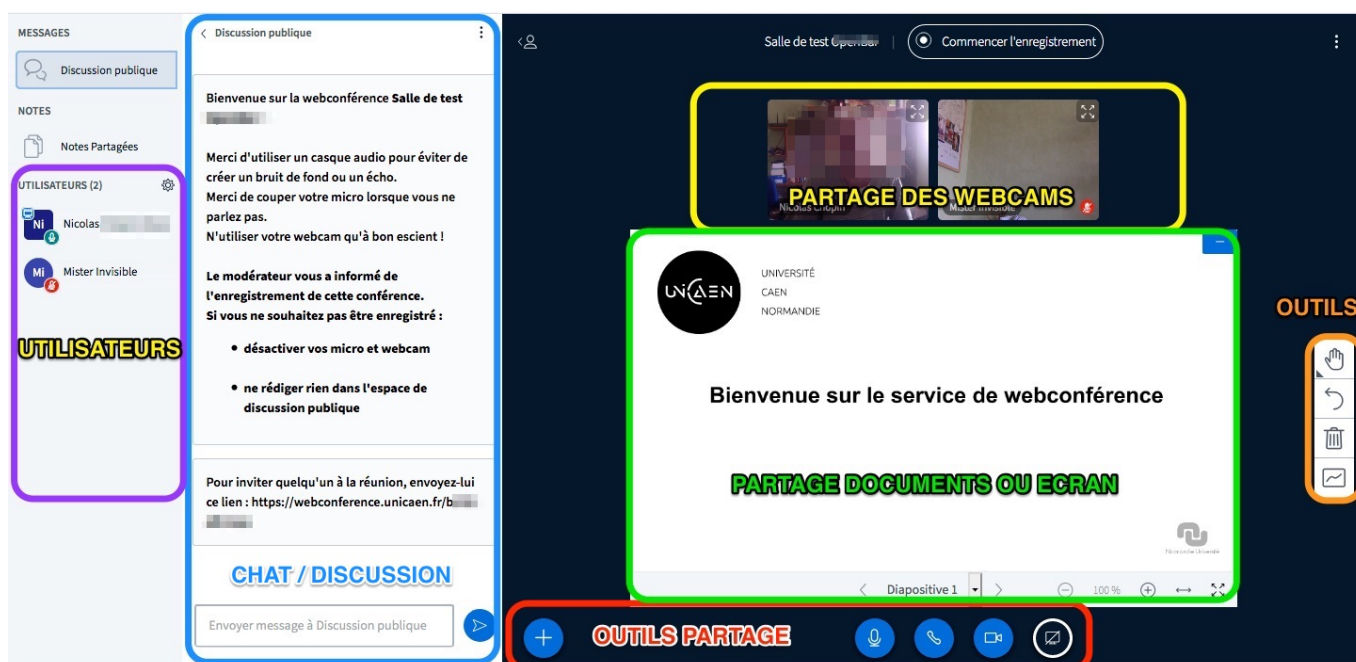 MESSAGES
Discussion publique
NOTES
Notes Partagées
UTILISATEURS (2)
Ni
Nicolas
Mi
Mister Invisible
UTILISATEURS
Discussion publique
Bienvenue sur la webconférence Salle de test
Merci d'utiliser un casque audio pour éviter de
créer un bruit de fond ou un écho.
Merci de couper votre micro lorsque vous ne
parlez pas.
N'utiliser votre webcam qu'à bon escient !
Le modérateur vous a informé de
l'enregistrement de cette conférence.
Si vous ne souhaitez pas être enregistré :
• désactiver vos micro et webcam
• ne rédiger rien dans l'espace de
discussion publique
Pour inviter quelqu'un à la réunion, envoyez-lui
ce lien : https://webconference.unicaen.fr/b
CHAT / DISCUSSION
Envoyer message à Discussion publique
Salle de test
Commencer l'enregistrement
PARTAGE DES WEBCAMS
Nicolas
Mister Invisible
UNICAEN
UNIVERSITÉ
CAEN
NORMANDIE
Bienvenue sur le service de webconférence
PARTAGE DOCUMENTS OU ECRAN
Normandie Université
Diapositive 1
100 %
OUTILS PARTAGE
OUTILS